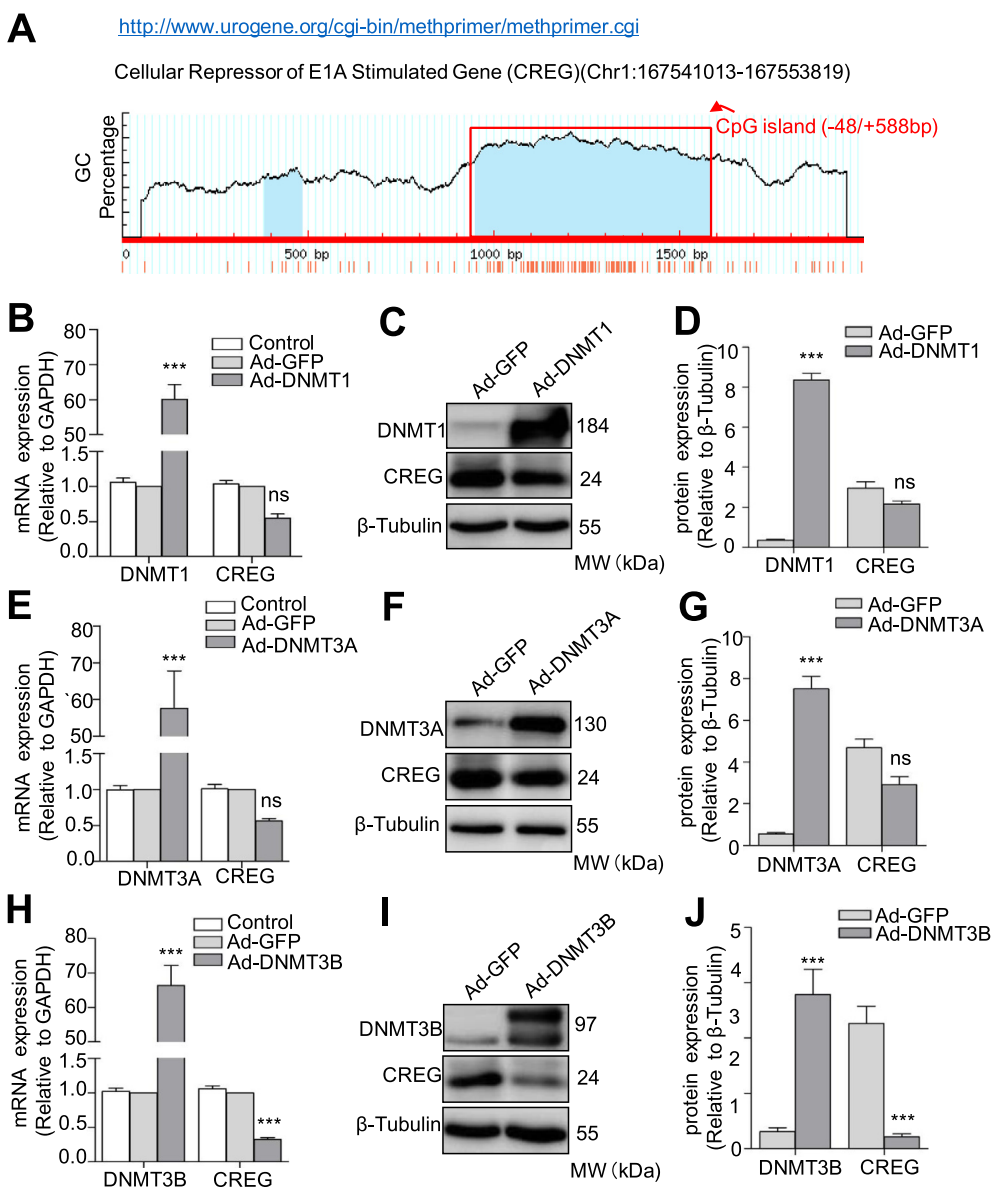 A
http://www.urogene.org/cgi-bin/methprimer/methprimer.cgi
Cellular Repressor of E1A Stimulated Gene (CREG)(Chr1:167541013-167553819)
GC
Percentage
CpG island (-48/+588bp)
0 500 bp 1000 bp 1500 bp
B
mRNA expression
(Relative to GAPDH)
80
70
60
50
1.5
1.0
0.5
0.0
Control
Ad-GFP
Ad-DNMT1
***
ns
DNMT1 CREG
C
Ad-GFP
Ad-DNMT1
DNMT1 184
CREG 24
β-Tubulin 55
MW (kDa)
D
protein expression
(Relative to β-Tubulin)
Ad-GFP
Ad-DNMT1
10
8
6
4
2
0
***
ns
DNMT1 CREG
E
mRNA expression
(Relative to GAPDH)
80
70
60
50
1.5
1.0
0.5
0.0
Control
Ad-GFP
Ad-DNMT3A
***
ns
DNMT3A CREG
F
Ad-GFP
Ad-DNMT3A
DNMT3A 130
CREG 24
β-Tubulin 55
MW (kDa)
G
protein expression
(Relative to β-Tubulin)
Ad-GFP
Ad-DNMT3A
10
8
6
4
2
0
***
ns
DNMT3A CREG
H
mRNA expression
(Relative to GAPDH)
80
70
60
50
1.5
1.0
0.5
0.0
Control
Ad-GFP
Ad-DNMT3B
***
***
DNMT3B CREG
I
Ad-GFP
Ad-DNMT3B
DNMT3B 97
CREG 24
β-Tubulin 55
MW (kDa)
J
protein expression
(Relative to β-Tubulin)
Ad-GFP
Ad-DNMT3B
5
4
3
2
1
0
***
***
DNMT3B CREG